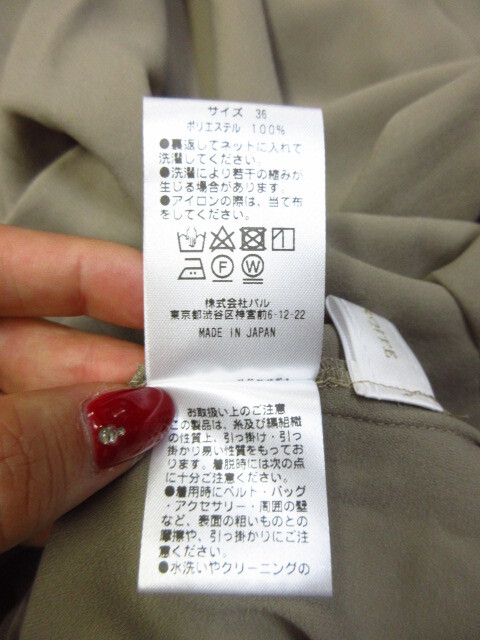 サイズ 36
ポリエステル 100%
●裏返してネットに入れて
洗濯してください。
●洗濯により若干の縮みが
生じる場合があります。
●アイロンの際は、当て布
をしてください。
F W
株式会社パル
東京都渋谷区神宮前6-12-22
MADE IN JAPAN
お取扱い上のご注意
この製品は、糸及び編組織
の性質上、引っ掛け・引っ
掛かり易い性質をもってお
ります。着脱時には次の点
に十分ご注意ください。
●着用時にベルト・バッグ
・アクセサリー・周囲の壁
など、表面の粗いものとの
摩擦や、引っ掛かりにご注
意ください。
●水洗いやクリーニングの